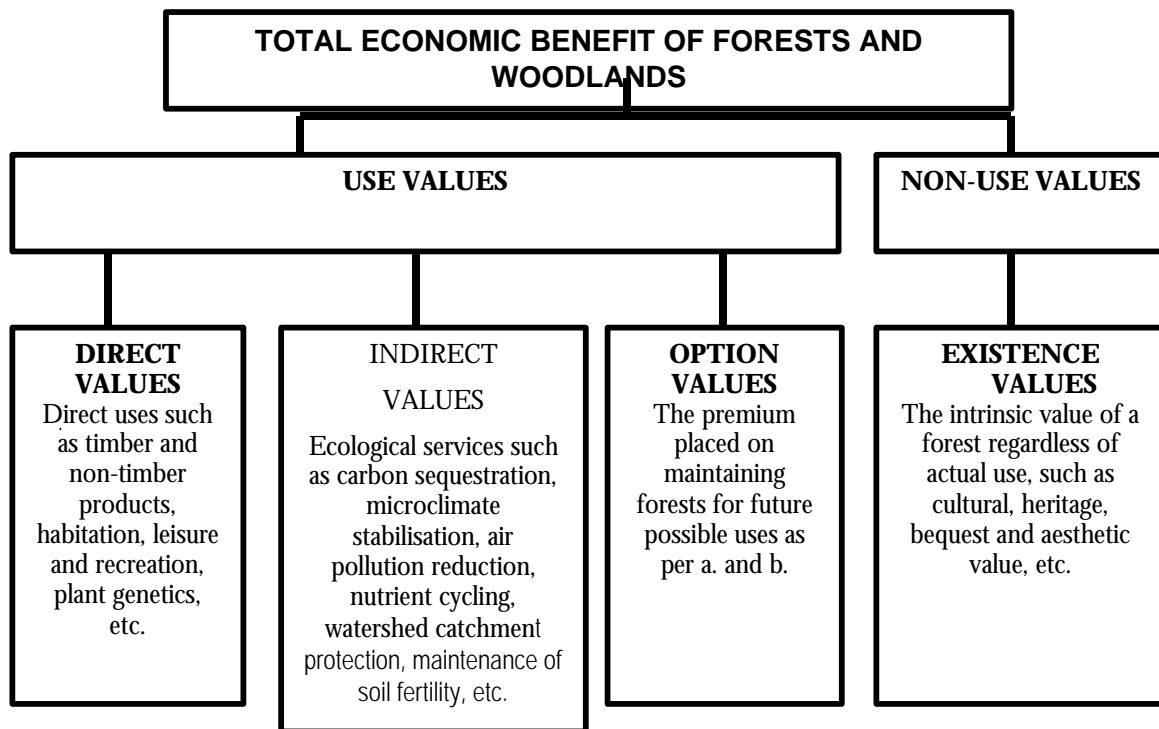 TOTAL ECONOMIC BENEFIT OF FORESTS AND
WOODLANDS
USE VALUES
NON-USE VALUES
DIRECT
VALUES
Direct uses such
as timber and
non-timber
products,
habitation, leisure
and recreation,
plant genetics,
etc.
INDIRECT
VALUES
Ecological services such
as carbon sequestration,
microclimate
stabilisation, air
pollution reduction,
nutrient cycling,
watershed catchment
protection, maintenance of
soil fertility, etc.
OPTION
VALUES
The premium
placed on
maintaining
forests for future
possible uses as
per a. and b.
EXISTENCE
VALUES
The intrinsic value of a
forest regardless of
actual use, such as
cultural, heritage,
bequest and aesthetic
value, etc.